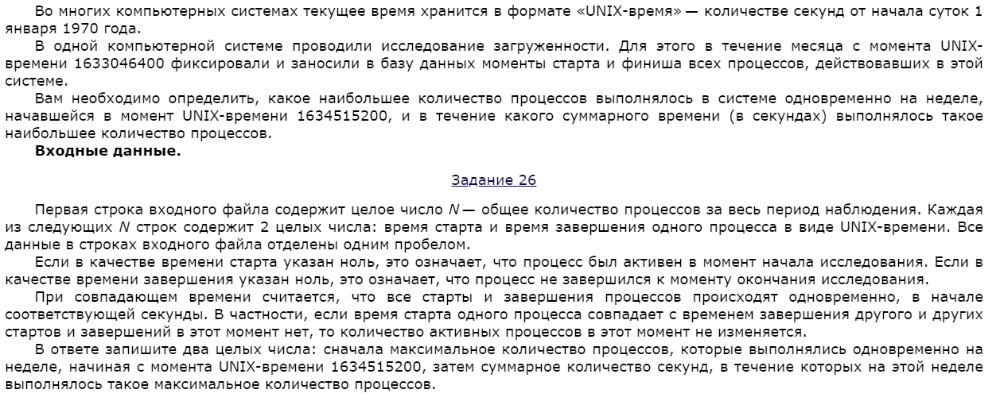 Во многих компьютерных системах текущее время хранится в формате «UNIX-время» — количестве секунд от начала суток 1
января 1970 года.
В одной компьютерной системе проводили исследование загруженности. Для этого в течение месяца с момента UNIX-
времени 1633046400 фиксировали и заносили в базу данных моменты старта и финиша всех процессов, действовавших в этой
системе.
Вам необходимо определить, какое наибольшее количество процессов выполнялось в системе одновременно на неделе,
начавшейся в момент UNIX-времени 1634515200, и в течение какого суммарного времени (в секундах) выполнялось такое
наибольшее количество процессов.
Входные данные.
Задание 26
Первая строка входного файла содержит целое число N — общее количество процессов за весь период наблюдения. Каждая
из следующих N строк содержит 2 целых числа: время старта и время завершения одного процесса в виде UNIX-времени. Все
данные в строках входного файла отделены одним пробелом.
Если в качестве времени старта указан ноль, это означает, что процесс был активен в момент начала исследования. Если в
качестве времени завершения указан ноль, это означает, что процесс не завершился к моменту окончания исследования.
При совпадающем времени считается, что все старты и завершения процессов происходят одновременно, в начале
соответствующей секунды. В частности, если время старта одного процесса совпадает с временем завершения другого и других
стартов и завершений в этот момент нет, то количество активных процессов в этот момент не изменяется.
В ответе запишите два целых числа: сначала максимальное количество процессов, которые выполнялись одновременно на
неделе, начиная с момента UNIX-времени 1634515200, затем суммарное количество секунд, в течение которых на этой неделе
выполнялось такое максимальное количество процессов.